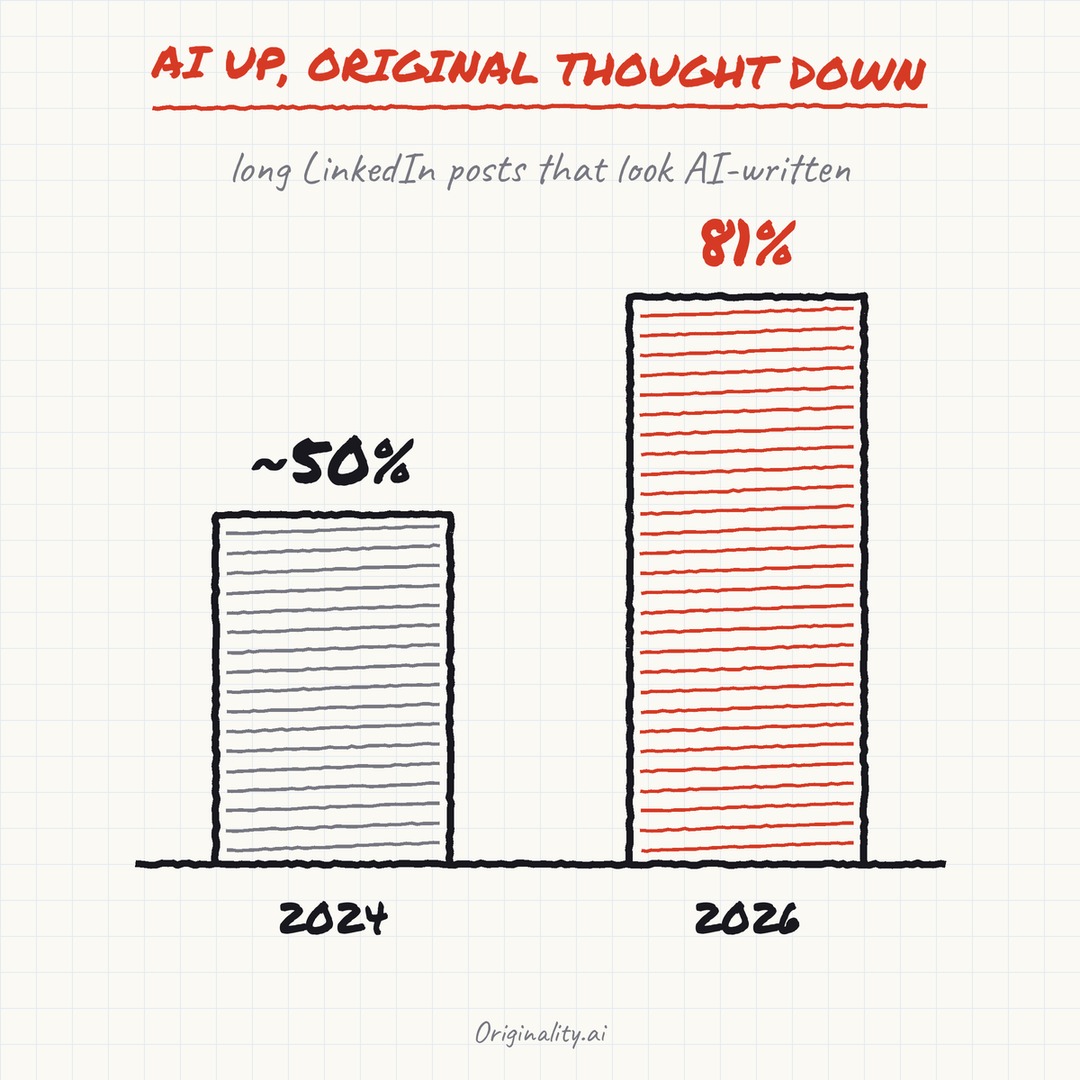 AI UP, ORIGINAL THOUGHT DOWN
long LinkedIn posts that look AI-written
81%
~50%
2024 2026
Originality.ai